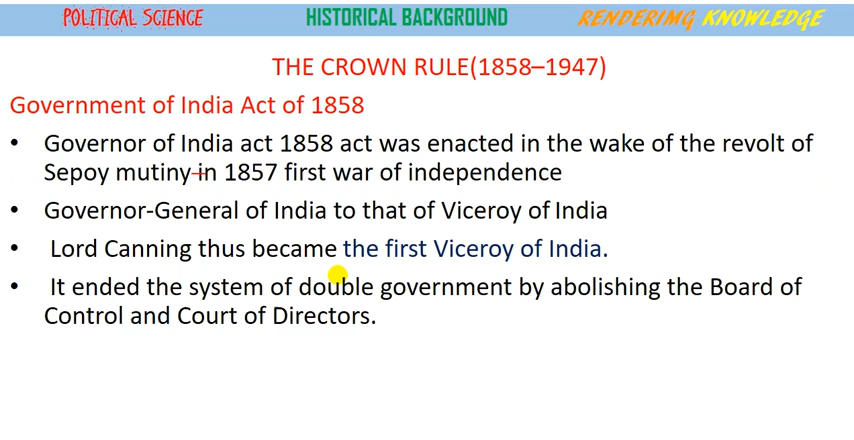 POLITICAL SCIENCE HISTORICAL BACKGROUND RENDERIMG KNOWLEDGE
THE CROWN RULE(1858–1947)
Government of India Act of 1858
• Governor of India act 1858 act was enacted in the wake of the revolt of
Sepoy mutiny in 1857 first war of independence
• Governor-General of India to that of Viceroy of India
• Lord Canning thus became the first Viceroy of India.
• It ended the system of double government by abolishing the Board of
Control and Court of Directors.